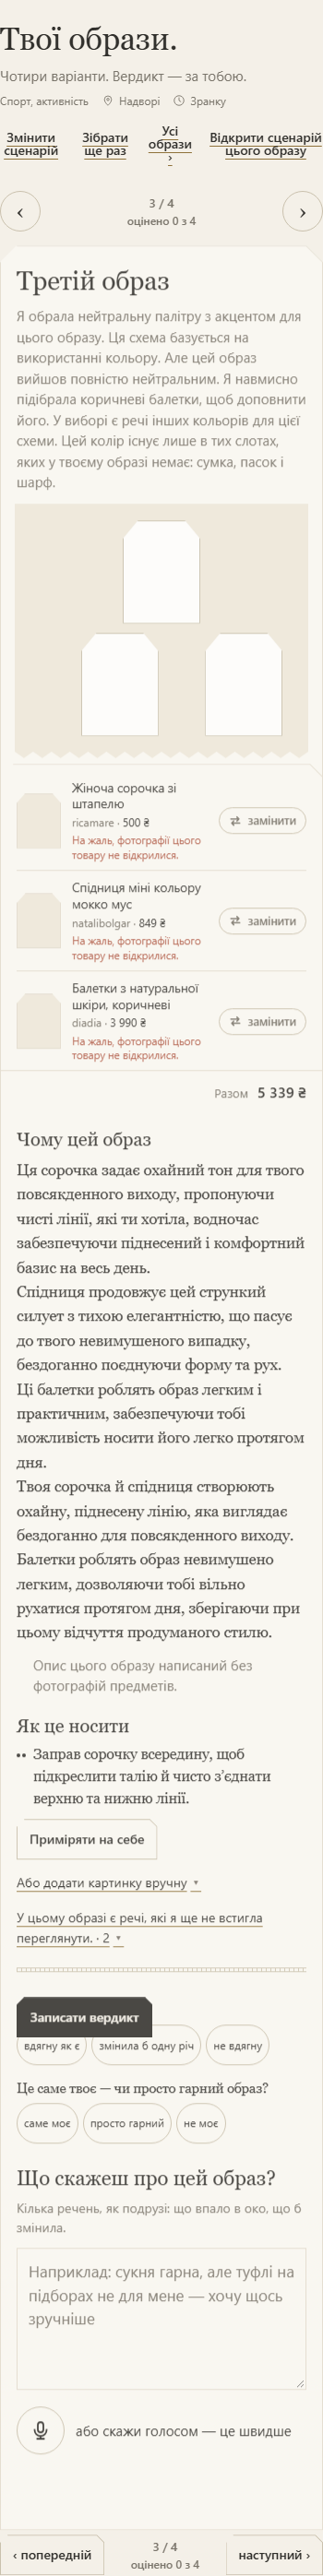 Твої образи.
Чотири варіанти. Вердикт — за тобою.
Спорт, активність Надворі Зранку
Змінити сценарій
Зібрати ще раз
Усі образи ›
Відкрити сценарій цього образу
‹
3 / 4
оцінено 0 з 4
›
Третій образ
Я обрала нейтральну палітру з акцентом для
цього образу. Ця схема базується на
використанні кольору. Але цей образ
вийшов повністю нейтральним. Я навмисно
підібрала коричневі балетки, щоб доповнити
його. У виборі є речі інших кольорів для цієї
схеми. Цей колір існує лише в тих слотах,
яких у твоєму образі немає: сумка, пасок і
шарф.
Жіноча сорочка зі
штапелю
ricamare · 500 ₴
На жаль, фотографії цього
товару не відкрилися.
⇄ замінити
Спідниця міні кольору
мокко мус
natalibolgar · 849 ₴
На жаль, фотографії цього
товару не відкрилися.
⇄ замінити
Балетки з натуральної
шкіри, коричневі
diadia · 3 990 ₴
На жаль, фотографії цього
товару не відкрилися.
⇄ замінити
Разом 5 339 ₴
Чому цей образ
Ця сорочка задає охайний тон для твого
повсякденного виходу, пропонуючи
чисті лінії, які ти хотіла, водночас
забезпечуючи піднесений і комфортний
базис на весь день.
Спідниця продовжує цей стрункий
силует з тихою елегантністю, що пасує
до твого невимушеного випадку,
бездоганно поєднуючи форму та рух.
Ці балетки роблять образ легким і
практичним, забезпечуючи тобі
можливість носити його легко протягом
дня.
Твоя сорочка й спідниця створюють
охайну, піднесену лінію, яка виглядає
бездоганно для повсякденного виходу.
Балетки роблять образ невимушено
легким, дозволяючи тобі вільно
рухатися протягом дня, зберігаючи при
цьому відчуття продуманого стилю.
Опис цього образу написаний без
фотографій предметів.
Як це носити
Заправ сорочку всередину, щоб
підкреслити талію й чисто з’єднати
верхню та нижню лінії.
Приміряти на себе
Або додати картинку вручну ▾
У цьому образі є речі, які я ще не встигла
переглянути. · 2 ▾
Записати вердикт
вдягну як є
змінила б одну річ
не вдягну
Це саме твоє — чи просто гарний образ?
саме моє
просто гарний
не моє
Що скажеш про цей образ?
Кілька речень, як подрузі: що впало в око, що б
змінила.
Наприклад: сукня гарна, але туфлі на
підборах не для мене — хочу щось
зручніше
або скажи голосом — це швидше
‹ попередній
3 / 4
оцінено 0 з 4
наступний ›